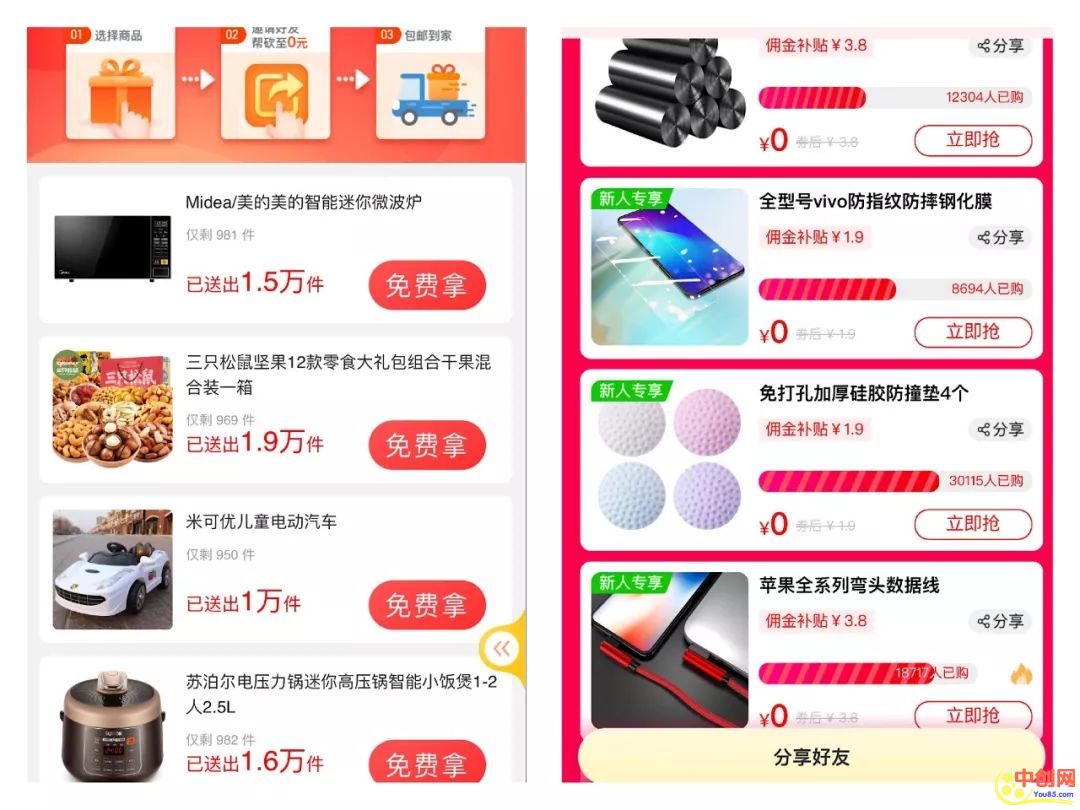 01 选择商品
02 邀请好友
帮砍至0元
03 包邮到家
Midea/美的美的智能迷你微波炉
仅剩 981 件
已送出1.5万件
免费拿
三只松鼠坚果12款零食大礼包组合干果混
合装一箱
仅剩 969 件
已送出1.9万件
免费拿
三只松鼠
米可优儿童电动汽车
仅剩 950 件
已送出1万件
免费拿
苏泊尔电压力锅迷你高压锅智能小饭煲1-2
人2.5L
仅剩 982 件
已送出1.6万件
免费拿
佣金补贴￥3.8
分享
12304人已购
¥0 券后￥3.8
立即抢
新人专享
全型号vivo防指纹防摔钢化膜
佣金补贴￥1.9
分享
8694人已购
¥0 券后￥1.9
立即抢
新人专享
免打孔加厚硅胶防撞垫4个
佣金补贴￥1.9
分享
30115人已购
¥0 券后￥1.9
立即抢
新人专享
苹果全系列弯头数据线
佣金补贴￥3.8
分享
18717人已购
¥0 券后￥3.8
立即抢
分享好友
中创网
You85.com